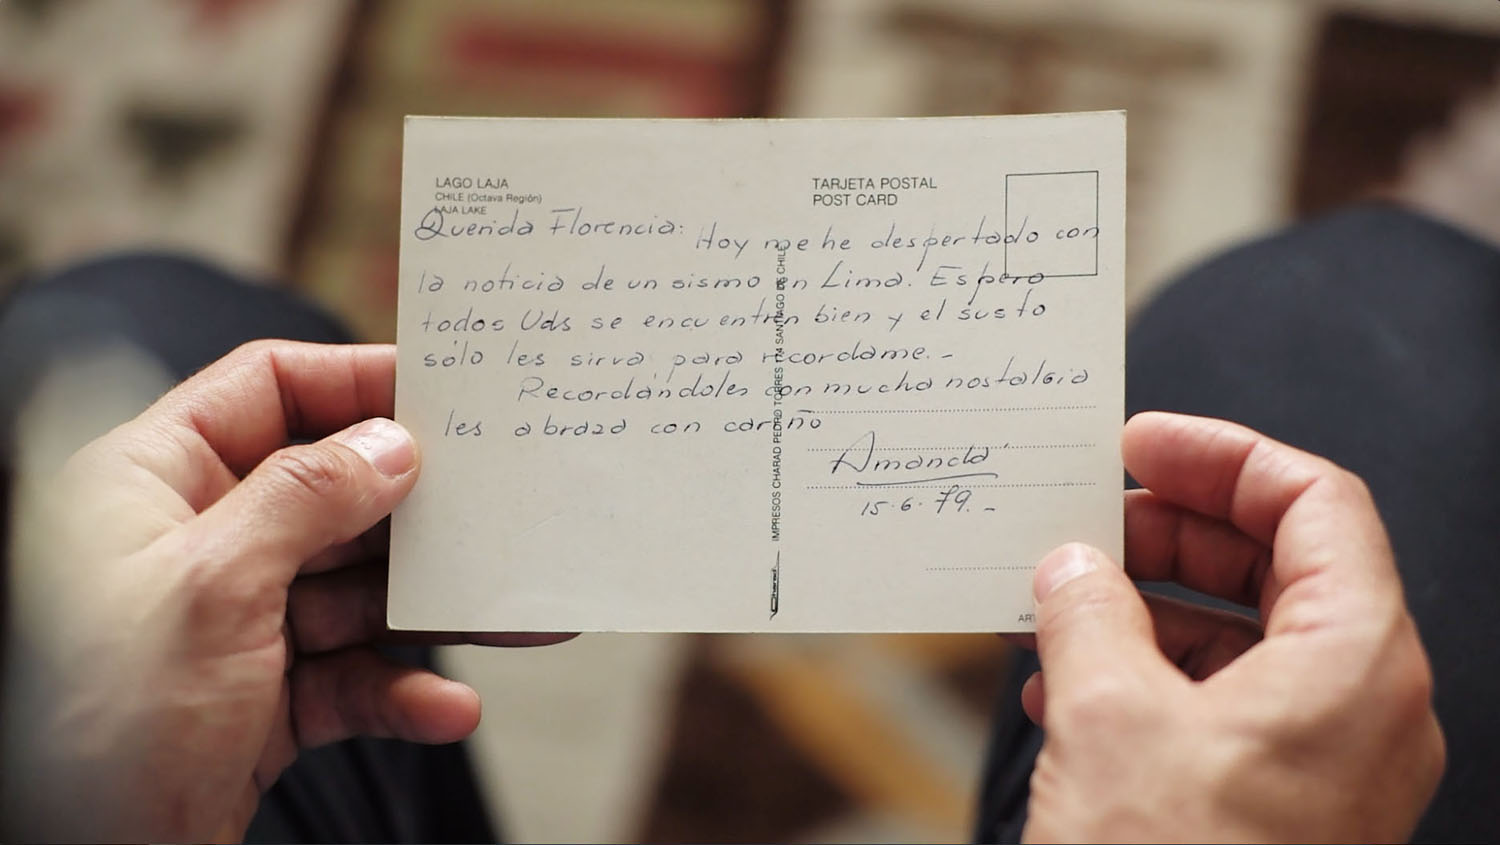 LAGO LAJA
CHILE (Octava Región)
LAJA LAKE
TARJETA POSTAL
POST CARD
Querida Florencia: Hoy me he despertado con
la noticia de un sismo en Lima. Espero
todos Uds se encuentren bien y el susto
sólo les sirva para recordame.-
Recordándoles con mucha nostalgia
les abraza con cariño
Amanda
15·6·79.-
IMPRESOS CHARAD PEDRO TORRES 174 SANTIAGO DE CHILE
Charad